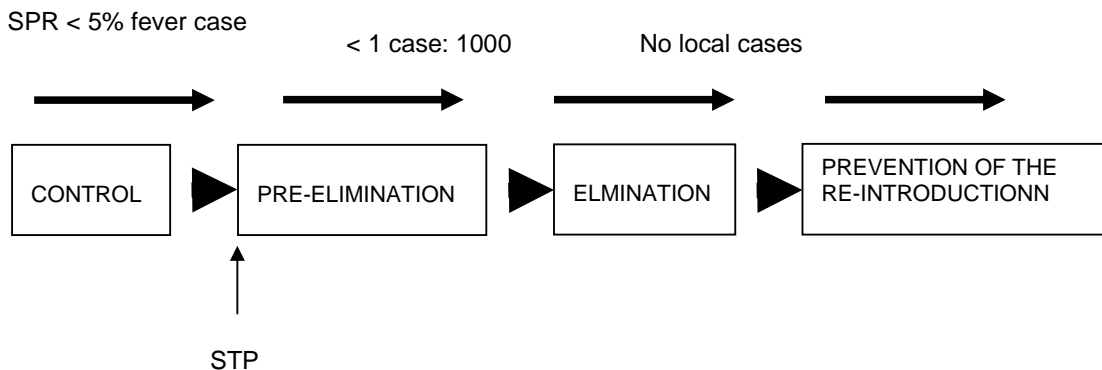 SPR < 5% fever case
< 1 case: 1000
No local cases
CONTROL
PRE-ELIMINATION
ELMINATION
PREVENTION OF THE
RE-INTRODUCTIONN
STP